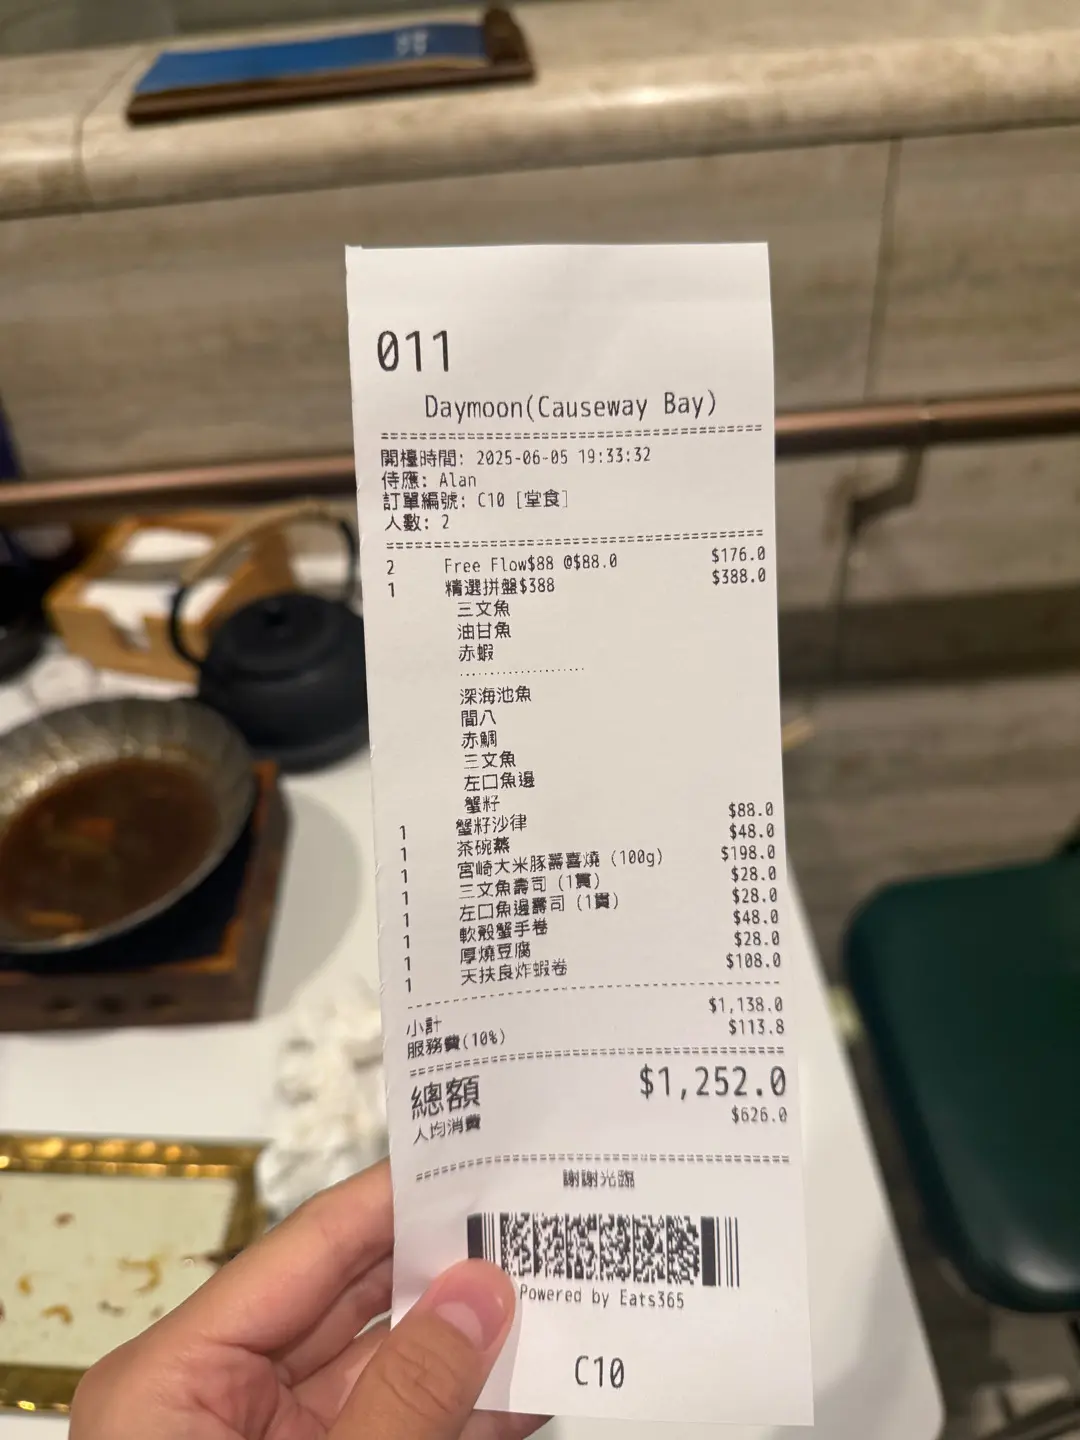 011
Daymoon(Causeway Bay)
開檯時間: 2025-06-05 19:33:32
侍應: Alan
訂單編號: C10 [堂食]
人數: 2
2 Free Flow$88 @$88.0 $176.0
1 精選拼盤$388 $388.0
三文魚
油甘魚
赤蝦
深海池魚
間八
赤鯛
三文魚
左口魚邊
蟹籽
1 蟹籽沙律 $88.0
1 茶碗蒸 $48.0
1 宮崎大米豚壽喜燒 (100g) $198.0
1 三文魚壽司 (1貫) $28.0
1 左口魚邊壽司 (1貫) $28.0
1 軟殼蟹手卷 $48.0
1 厚燒豆腐 $28.0
1 天扶良炸蝦卷 $108.0
小計 $1,138.0
服務費(10%) $113.8
總額 $1,252.0
人均消費 $626.0
謝謝光臨
Powered by Eats365
C10